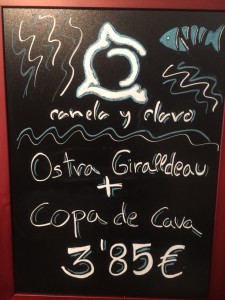 canela y clavo
Ostra Giralldeau
+
Copa de Cava
3'85€